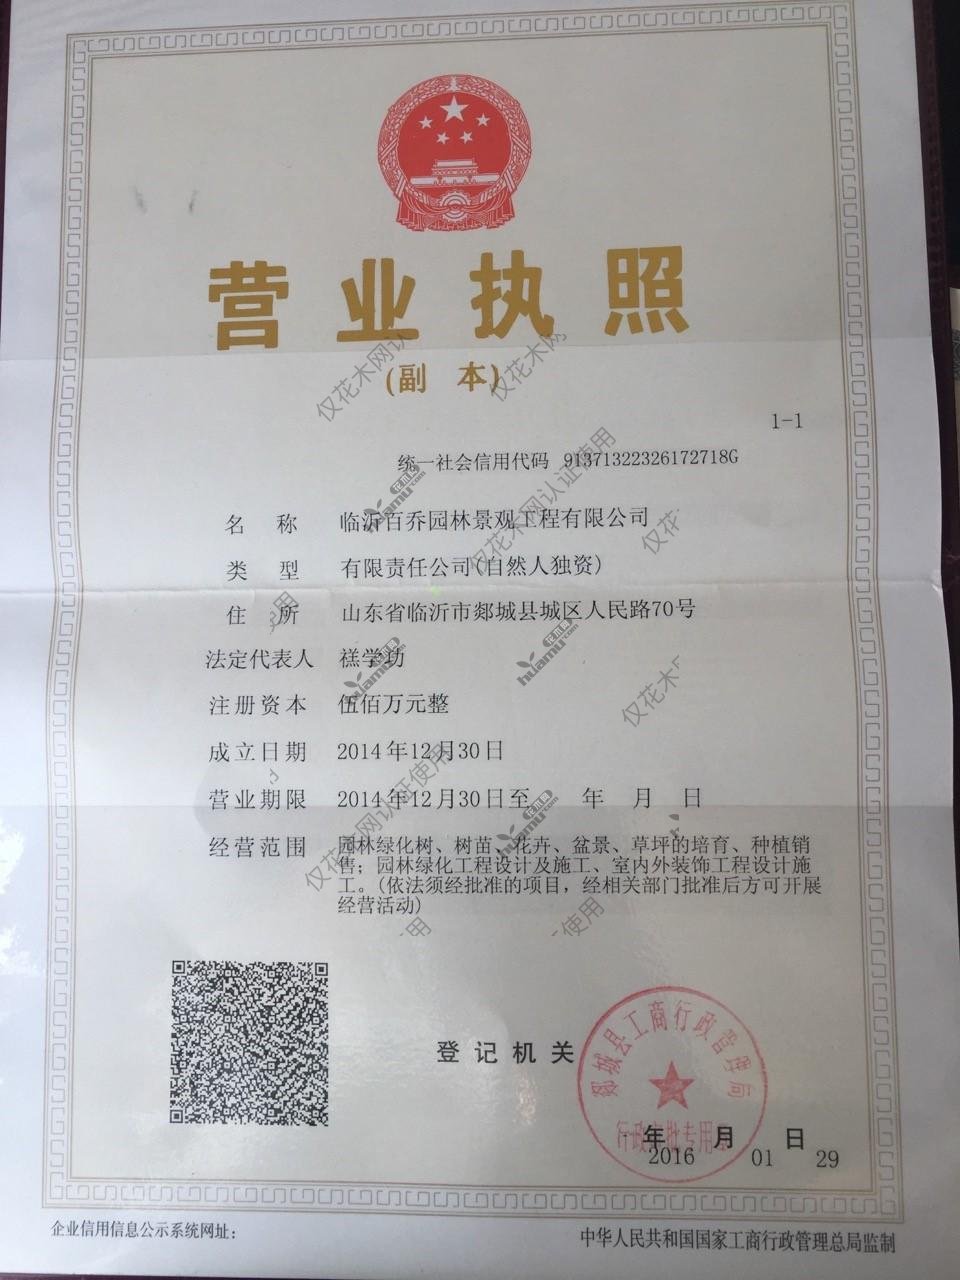 营业执照
(副 本)
1-1
统一社会信用代码 91371322326172718G
名 称 临沂百乔园林景观工程有限公司
类 型 有限责任公司(自然人独资)
住 所 山东省临沂市郯城县城区人民路70号
法定代表人 禚学功
注册资本 伍佰万元整
成立日期 2014年12月30日
营业期限 2014年12月30日至 年 月 日
经营范围 园林绿化树、树苗、花卉、盆景、草坪的培育、种植销
售；园林绿化工程设计及施工、室内外装饰工程设计施
工。(依法须经批准的项目，经相关部门批准后方可开展
经营活动)
登记机关
郯城县工商行政管理局
行政审批专用章
年 月 日
2016 01 29
企业信用信息公示系统网址：
中华人民共和国国家工商行政管理总局监制
仅花木网认证使用
花木网
huamu.com